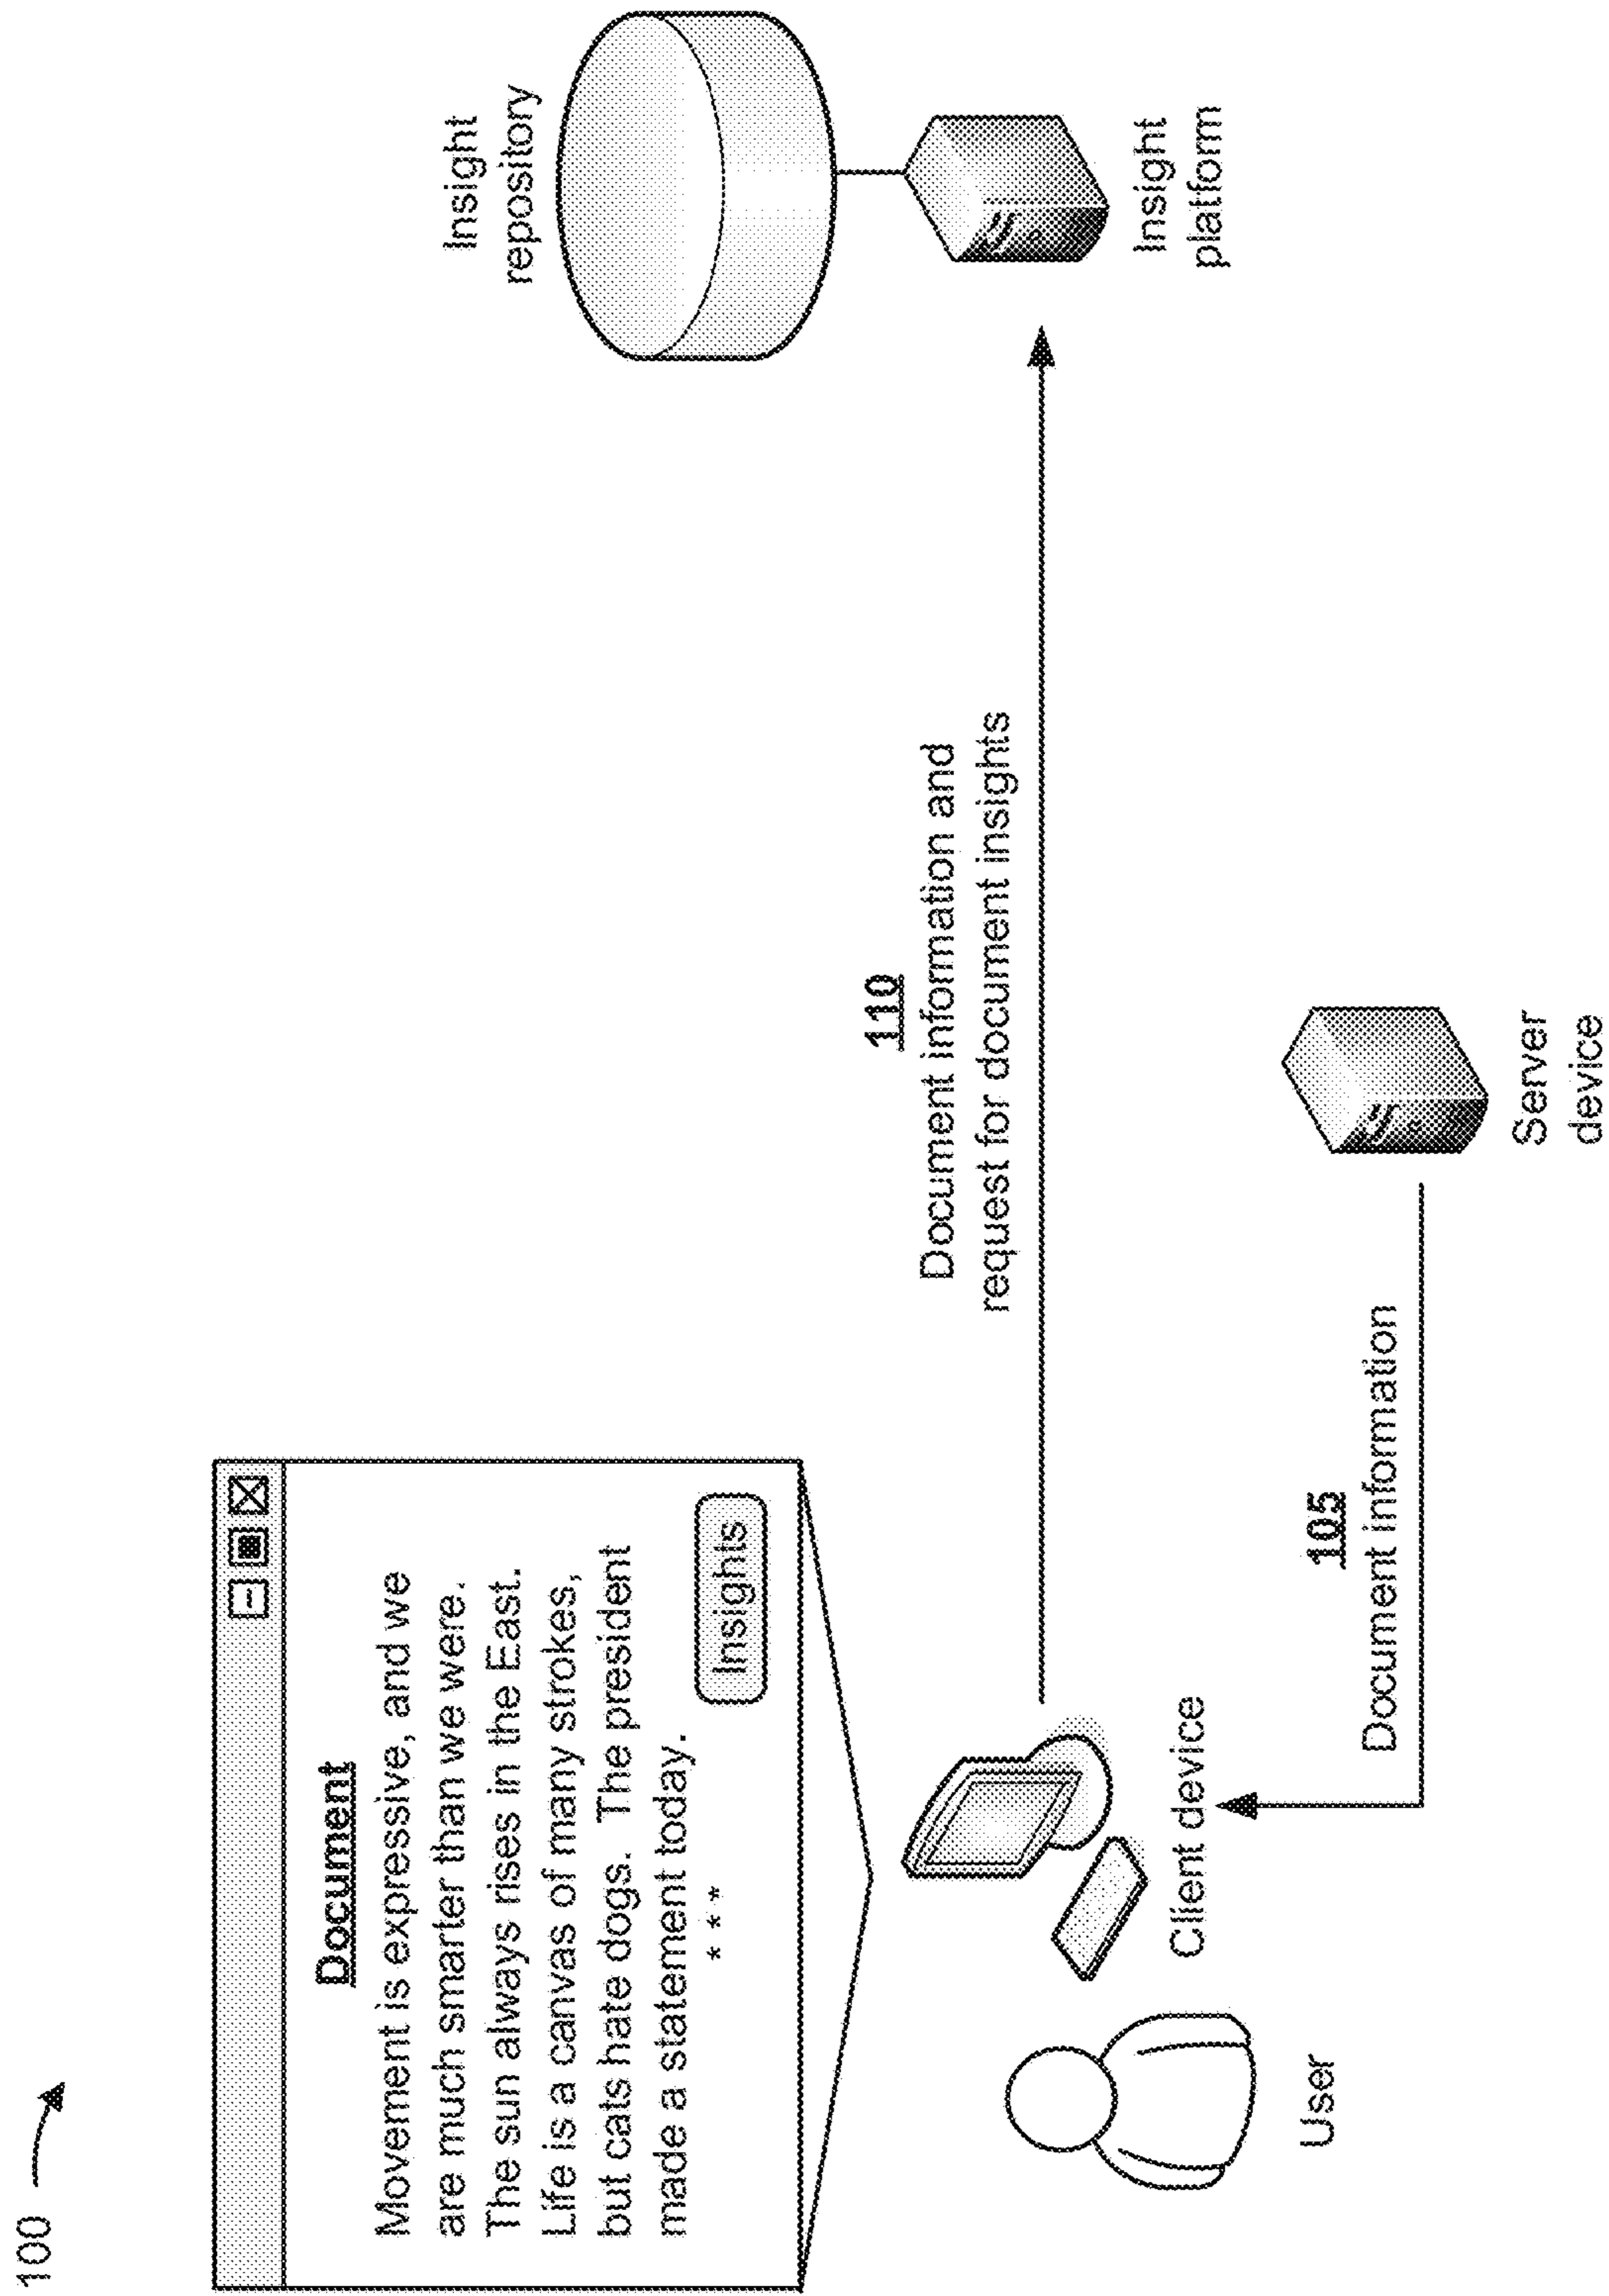 100
Document
Movement is expressive, and we
are much smarter than we were.
The sun always rises in the East.
Life is a canvas of many strokes,
but cats hate dogs. The president
made a statement today.
* * *
Insights
Insight
repository
110
Document information and
request for document insights
Insight
platform
User
Client device
105
Document information
Server
device